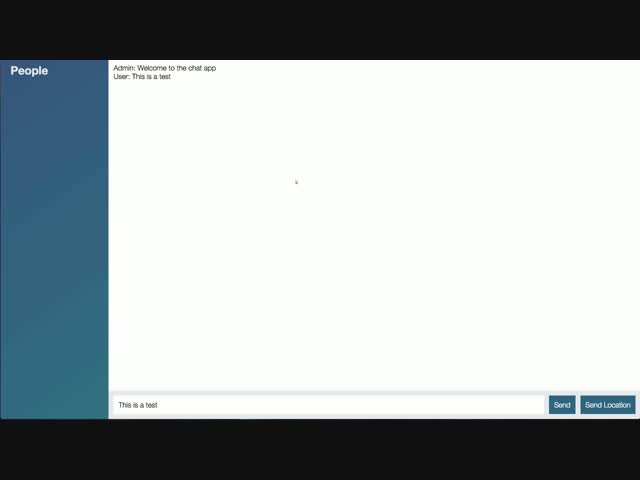 People
Admin: Welcome to the chat app
User: This is a test
This is a test
Send
Send Location